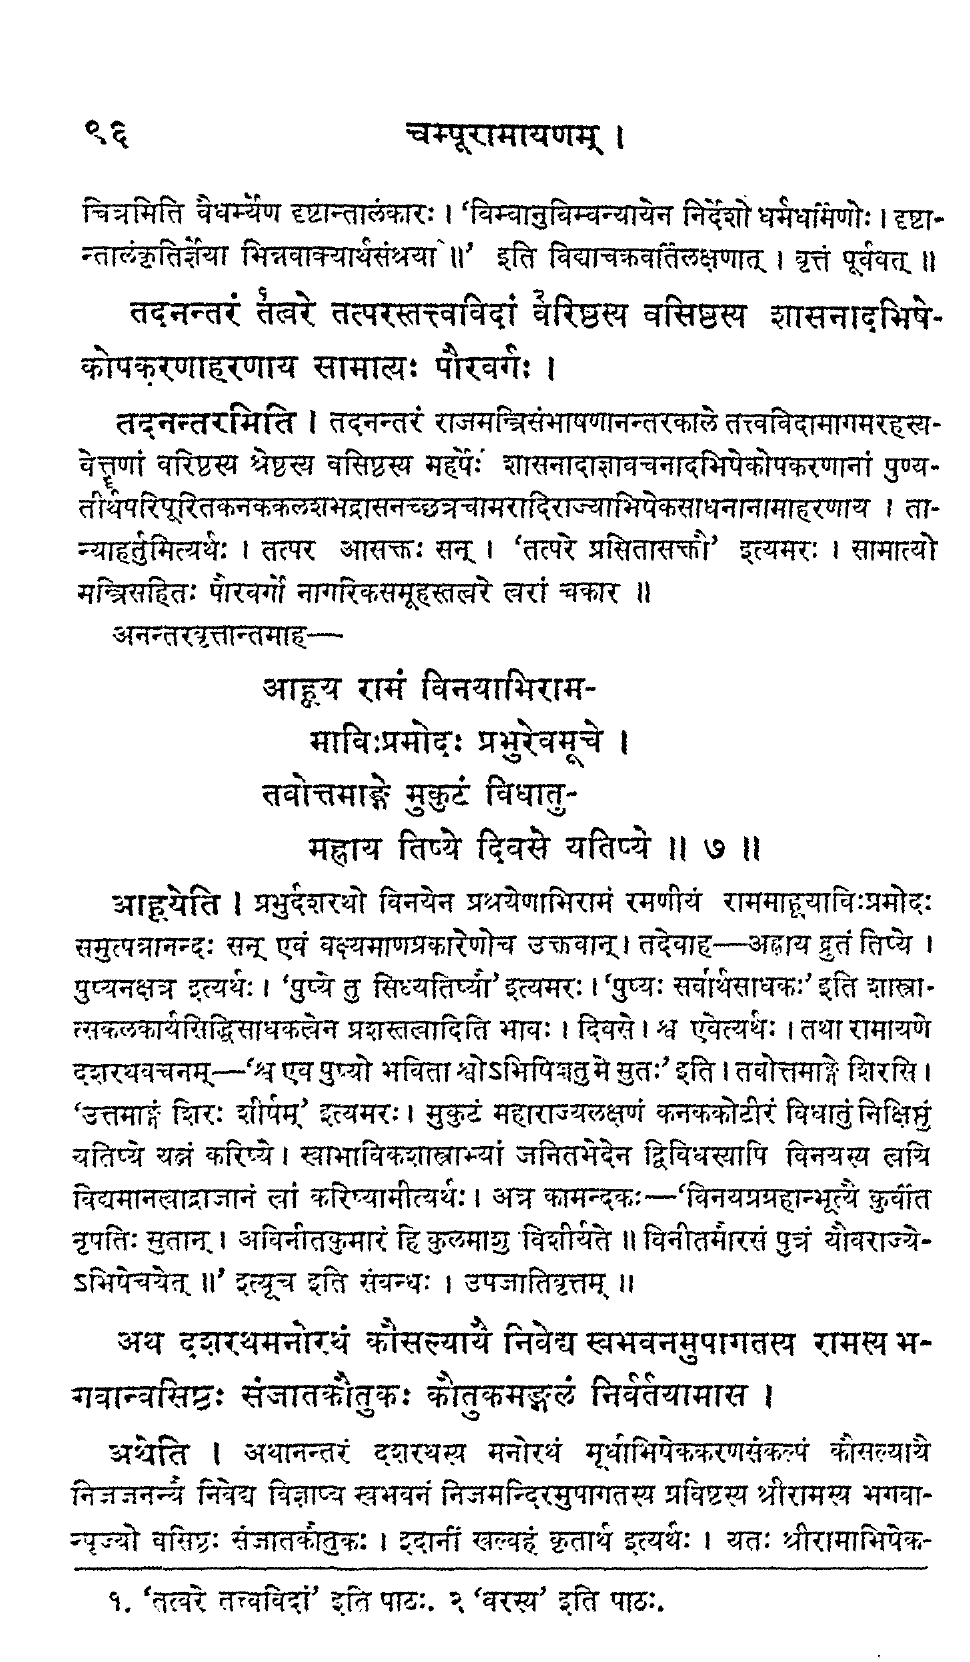 ९६ चम्पूरामायणम् ।
चित्रमिति वैधर्म्येण दृष्टान्तालंकारः । ‘विम्बानुविम्बन्यायेन निर्देशो धर्मधर्मिणोः । दृष्टा-
न्तालंकृतिर्ज्ञेया भिन्नवाक्यार्थसंश्रया ॥’ इति विद्याचक्रवर्तिलक्षणात् । वृत्तं पूर्ववत् ॥
तदनन्तरं १तत्वरे तत्परस्तत्त्वविदां २वरिष्ठस्य वसिष्ठस्य शासनादभिषे-
कोपकरणाहरणाय सामात्यः पौरवर्गः ।
तदनन्तरमिति । तदनन्तरं राजमन्त्रिसंभाषणानन्तरकाले तत्त्वविदामागमरहस्य-
वेत्तॄणां वरिष्ठस्य श्रेष्ठस्य वसिष्ठस्य महर्षेः शासनादाज्ञावचनादभिषेकोपकरणानां पुण्य-
तीर्थपरिपूरितकनककलशभद्रासनच्छत्रचामरादिराज्याभिषेकसाधनानामाहरणाय । ता-
न्याहर्तुमित्यर्थः । तत्पर आसक्तः सन् । ‘तत्परे प्रसितासक्तौ’ इत्यमरः । सामात्यो
मन्त्रिसहितः पौरवर्गो नागरिकसमूहस्तत्वरे त्वरां चकार ॥
अनन्तरवृत्तान्तमाह—
आहूय रामं विनयाभिराम-
माविःप्रमोदः प्रभुरेवमूचे ।
तवोत्तमाङ्गे मुकुटं विधातु-
मह्नाय तिष्ये दिवसे यतिष्ये ॥ ७ ॥
आहूयेति । प्रभुर्दशरथो विनयेन प्रश्रयेणाभिरामं रमणीयं राममाहूयाविःप्रमोदः
समुत्पन्नानन्दः सन् एवं वक्ष्यमाणप्रकारेणोच उक्तवान् । तदेवाह—अह्नाय द्रुतं तिष्ये ।
पुष्यनक्षत्र इत्यर्थः । ‘पुष्ये तु सिध्यतिष्यौ’ इत्यमरः । ‘पुष्यः सर्वार्थसाधकः’ इति शास्त्रा-
त्सकलकार्यसिद्धिसाधकत्वेन प्रशस्तत्वादिति भावः । दिवसे । श्व एवेत्यर्थः । तथा रामायणे
दशरथवचनम्—‘श्व एव पुष्यो भविता श्वोऽभिषिञ्चतु मे सुतः’ इति । तवोत्तमाङ्गे शिरसि ।
‘उत्तमाङ्गं शिरः शीर्षम्’ इत्यमरः । मुकुटं महाराज्यलक्षणं कनककोटीरं विधातुं निक्षिप्तुं
यतिष्ये यत्नं करिष्ये । स्वाभाविकशास्त्राभ्यां जनितभेदेन द्विविधस्यापि विनयस्य त्वयि
विद्यमानत्वाद्राजानं त्वां करिष्यामीत्यर्थः । अत्र कामन्दकः—‘विनयप्रग्रहान्भूत्यै कुर्वीत
नृपतिः सुतान् । अविनीतकुमारं हि कुलमाशु विशीर्यते ॥ विनीतमौरसं पुत्रं यौवराज्ये-
ऽभिषेचयेत् ॥’ इत्यूच इति संबन्धः । उपजातिवृत्तम् ॥
अथ दशरथमनोरथं कौसल्यायै निवेद्य स्वभवनमुपागतस्य रामस्य भ-
गवान्वसिष्ठः संजातकौतुकः कौतुकमङ्गलं निर्वर्तयामास ।
अथेति । अथानन्तरं दशरथस्य मनोरथं मूर्धाभिषेककरणसंकल्पं कौसल्यायै
निजजनन्यै निवेद्य विज्ञाप्य स्वभवनं निजमन्दिरमुपागतस्य प्रविष्टस्य श्रीरामस्य भगवा-
न्पूज्यो वसिष्ठः संजातकौतुकः । इदानीं खल्वहं कृतार्थ इत्यर्थः । यतः श्रीरामाभिषेक-
१. ‘तत्वरे तत्त्वविदां’ इति पाठः. २ ‘वरस्य’ इति पाठः.